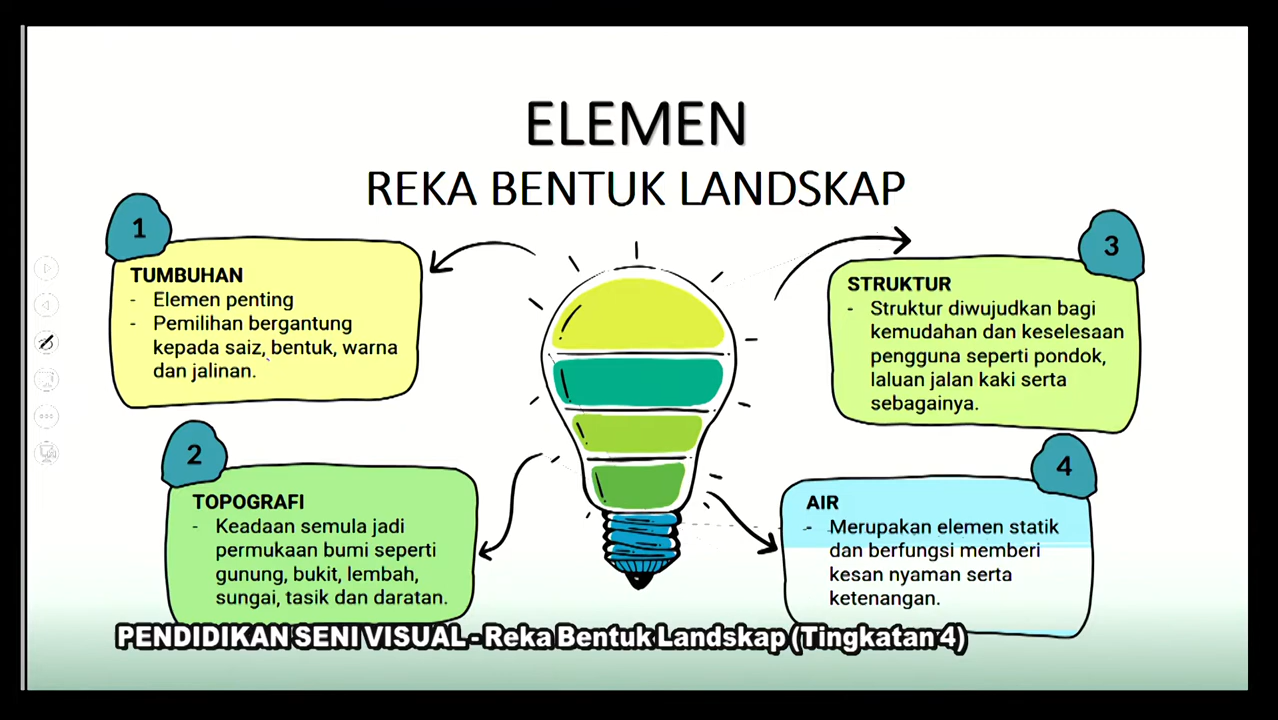 ELEMEN
REKA BENTUK LANDSKAP
1
TUMBUHAN
- Elemen penting
- Pemilihan bergantung
kepada saiz, bentuk, warna
dan jalinan.
2
TOPOGRAFI
- Keadaan semula jadi
permukaan bumi seperti
gunung, bukit, lembah,
sungai, tasik dan daratan.
3
STRUKTUR
- Struktur diwujudkan bagi
kemudahan dan keselesaan
pengguna seperti pondok,
laluan jalan kaki serta
sebagainya.
4
AIR
- Merupakan elemen statik
dan berfungsi memberi
kesan nyaman serta
ketenangan.
PENDIDIKAN SENI VISUAL - Reka Bentuk Landskap (Tingkatan 4)